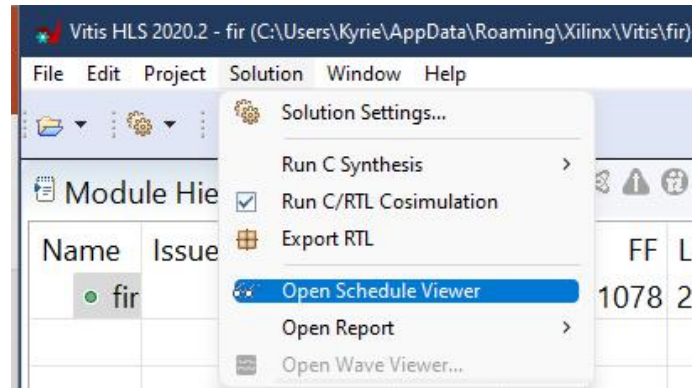 Vitis HLS 2020.2 - fir (C:\Users\Kyrie\AppData\Roaming\Xilinx\Vitis\fir)
File Edit Project Solution Window Help
Solution Settings...
Run C Synthesis
Module Hie
Run C/RTL Cosimulation
Export RTL
Name Issue FF L
Open Schedule Viewer
fir 1078 2
Open Report
Open Wave Viewer...